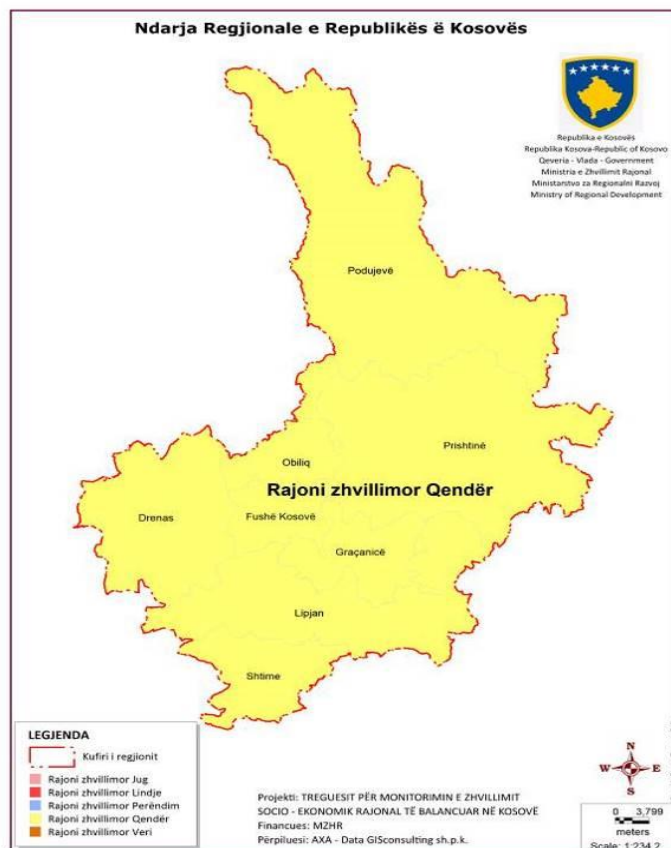 Ndarja Regjionale e Republikës ë Kosovës
Republika e Kosovës
Republika Kosova-Republic of Kosovo
Qeveria - Vlada - Government
Ministria e Zhvillimit Rajonal
Ministarstvo za Regionalni Razvoj
Ministry of Regional Development
Podujevë
Prishtinë
Obiliq
Rajoni zhvillimor Qendër
Drenas
Fushë Kosovë
Graçanicë
Lipjan
Shtime
LEGJENDA
Kufiri i regjionit
Rajoni zhvillimor Jug
Rajoni zhvillimor Lindje
Rajoni zhvillimor Perëndim
Rajoni zhvillimor Qendër
Rajoni zhvillimor Veri
Projekti: TREGUESIT PËR MONITORIMIN E ZHVILLIMIT
SOCIO - EKONOMIK RAJONAL TË BALANCUAR NË KOSOVË
Financues: MZHR
Përpiluesi: AXA - Data GISconsulting sh.p.k.
N
W E
S
0 3,799
meters
Scale: 1:234,2